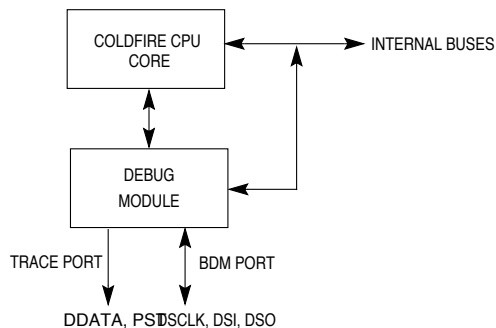 COLDFIRE CPU
CORE
INTERNAL BUSES
DEBUG
MODULE
TRACE PORT
BDM PORT
DDATA, PST
DSCLK, DSI, DSO